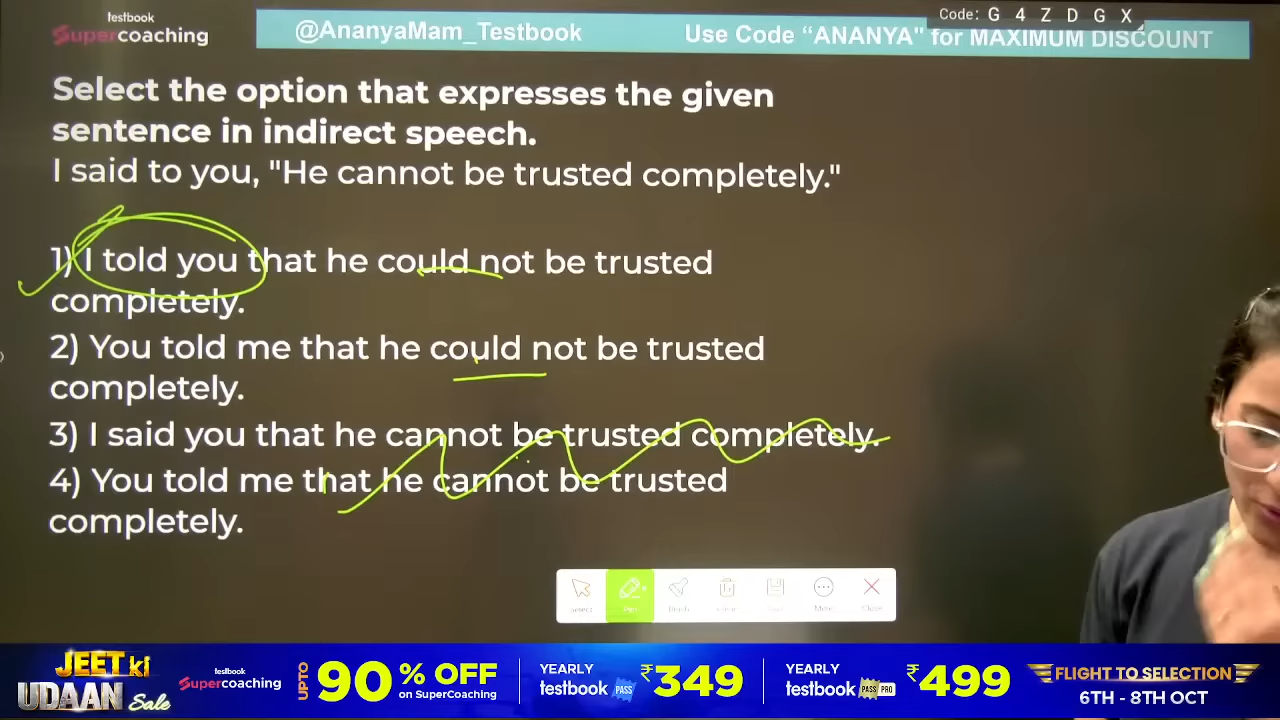 testbook
Supercoaching
@AnanyaMam_Testbook
Use Code “ANANYA" for MAXIMUM DISCOUNT
Code: G 4 Z D G X
Select the option that expresses the given
sentence in indirect speech.
I said to you, "He cannot be trusted completely."
1) I told you that he could not be trusted
completely.
2) You told me that he could not be trusted
completely.
3) I said you that he cannot be trusted completely.
4) You told me that he cannot be trusted
completely.
Select
Pen
More
Close
JEET ki
UDAAN Sale
testbook
Supercoaching
UPTO
90% OFF
on SuperCoaching
YEARLY
testbook PASS
₹349
YEARLY
testbook PASS PRO
₹499
FLIGHT TO SELECTION
6TH - 8TH OCT